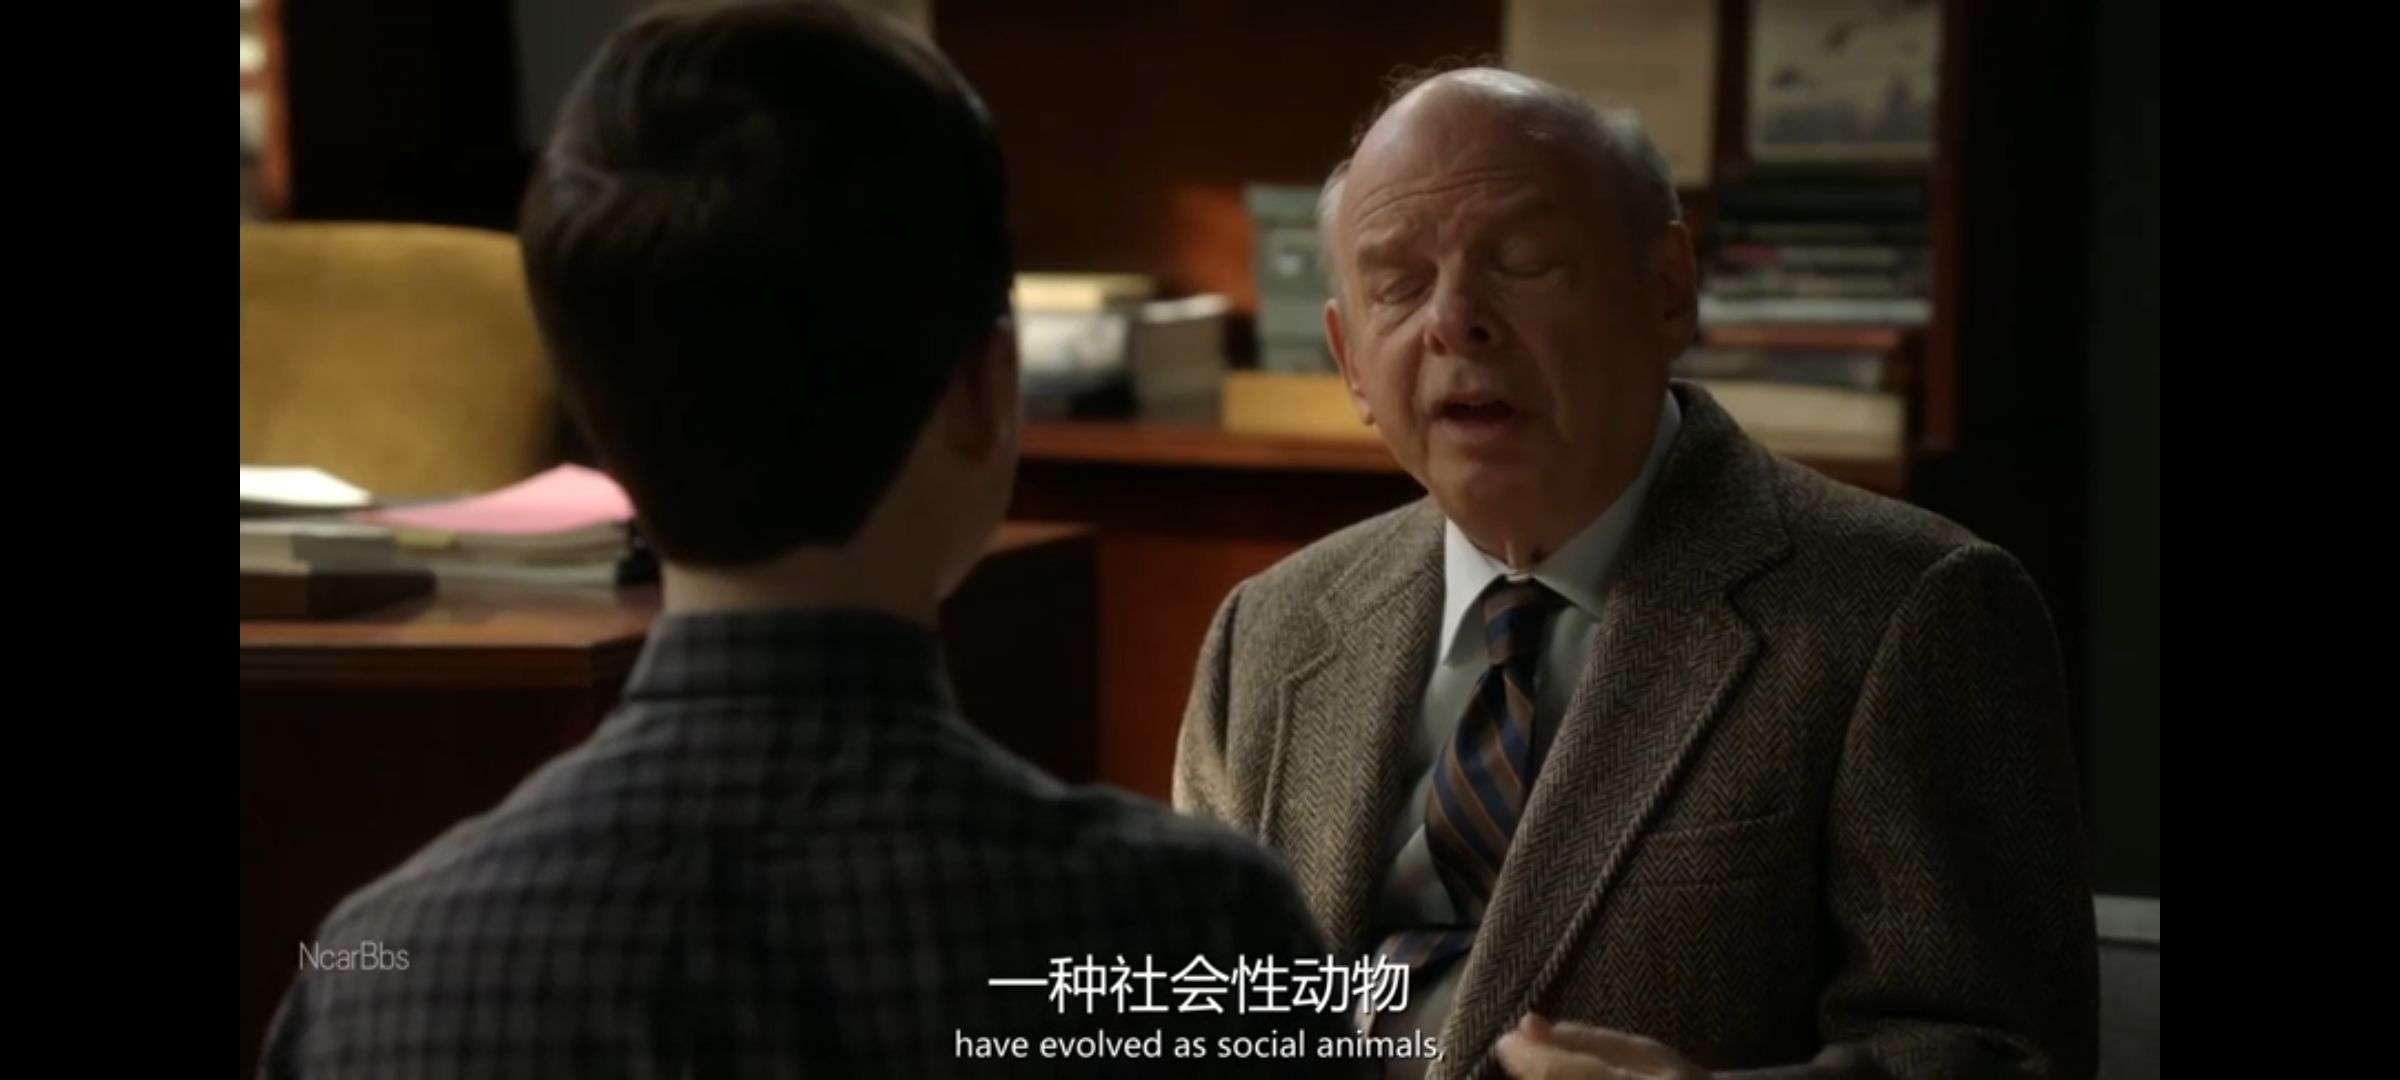 NcarBbs
一种社会性动物
have evolved as social animals,